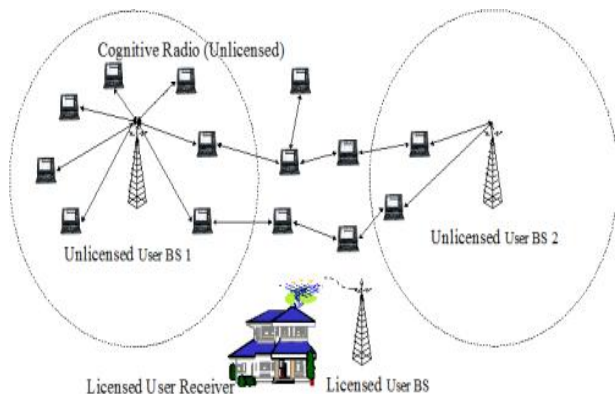 Cognitive Radio (Unlicensed)
Unlicensed User BS 1
Unlicensed User BS 2
Licensed User Receiver
Licensed User BS